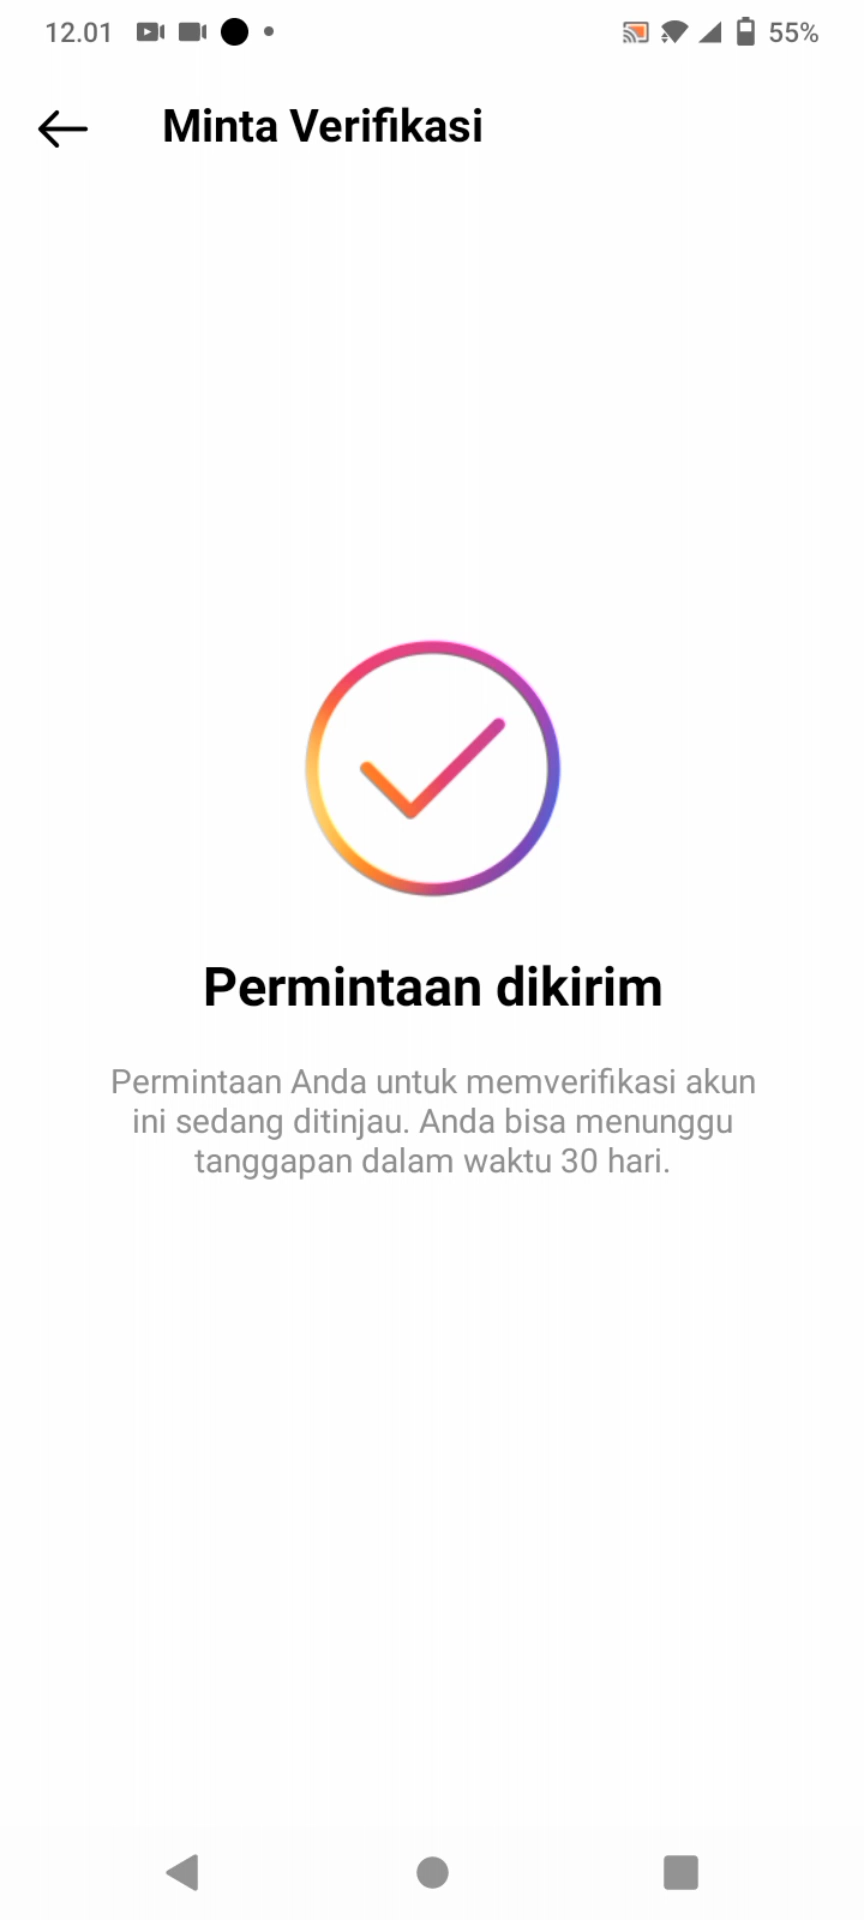 12.01 55%
Minta Verifikasi
Permintaan dikirim
Permintaan Anda untuk memverifikasi akun
ini sedang ditinjau. Anda bisa menunggu
tanggapan dalam waktu 30 hari.